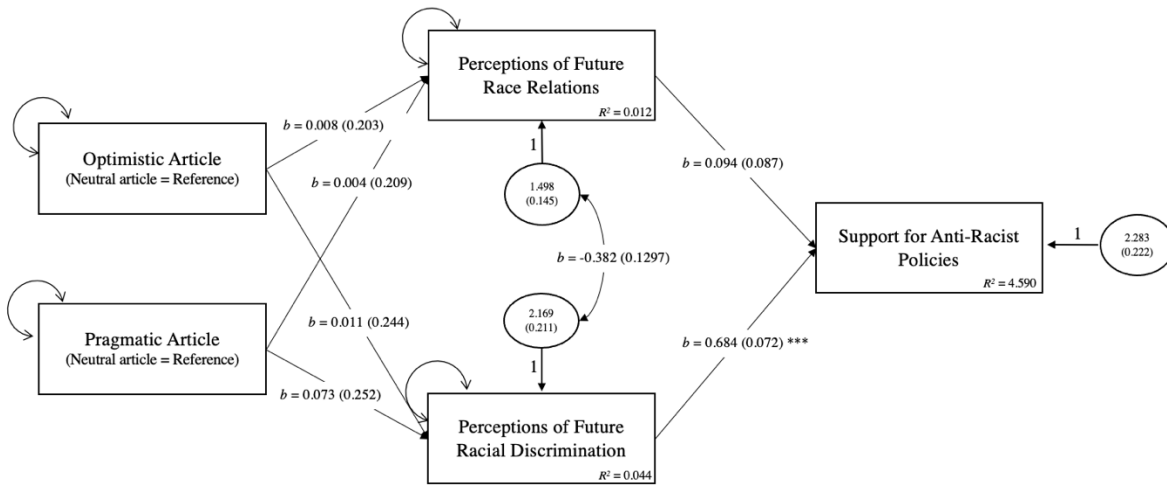 Perceptions of Future
Race Relations
R² = 0.012
b = 0.008 (0.203)
Optimistic Article
(Neutral article = Reference)
b = 0.004 (0.209)
1
1.498
(0.145)
b = 0.094 (0.087)
b = -0.382 (0.1297)
Support for Anti-Racist
Policies
R² = 4.590
1
2.283
(0.222)
Pragmatic Article
(Neutral article = Reference)
b = 0.011 (0.244)
2.169
(0.211)
1
b = 0.684 (0.072) ***
b = 0.073 (0.252)
Perceptions of Future
Racial Discrimination
R² = 0.044